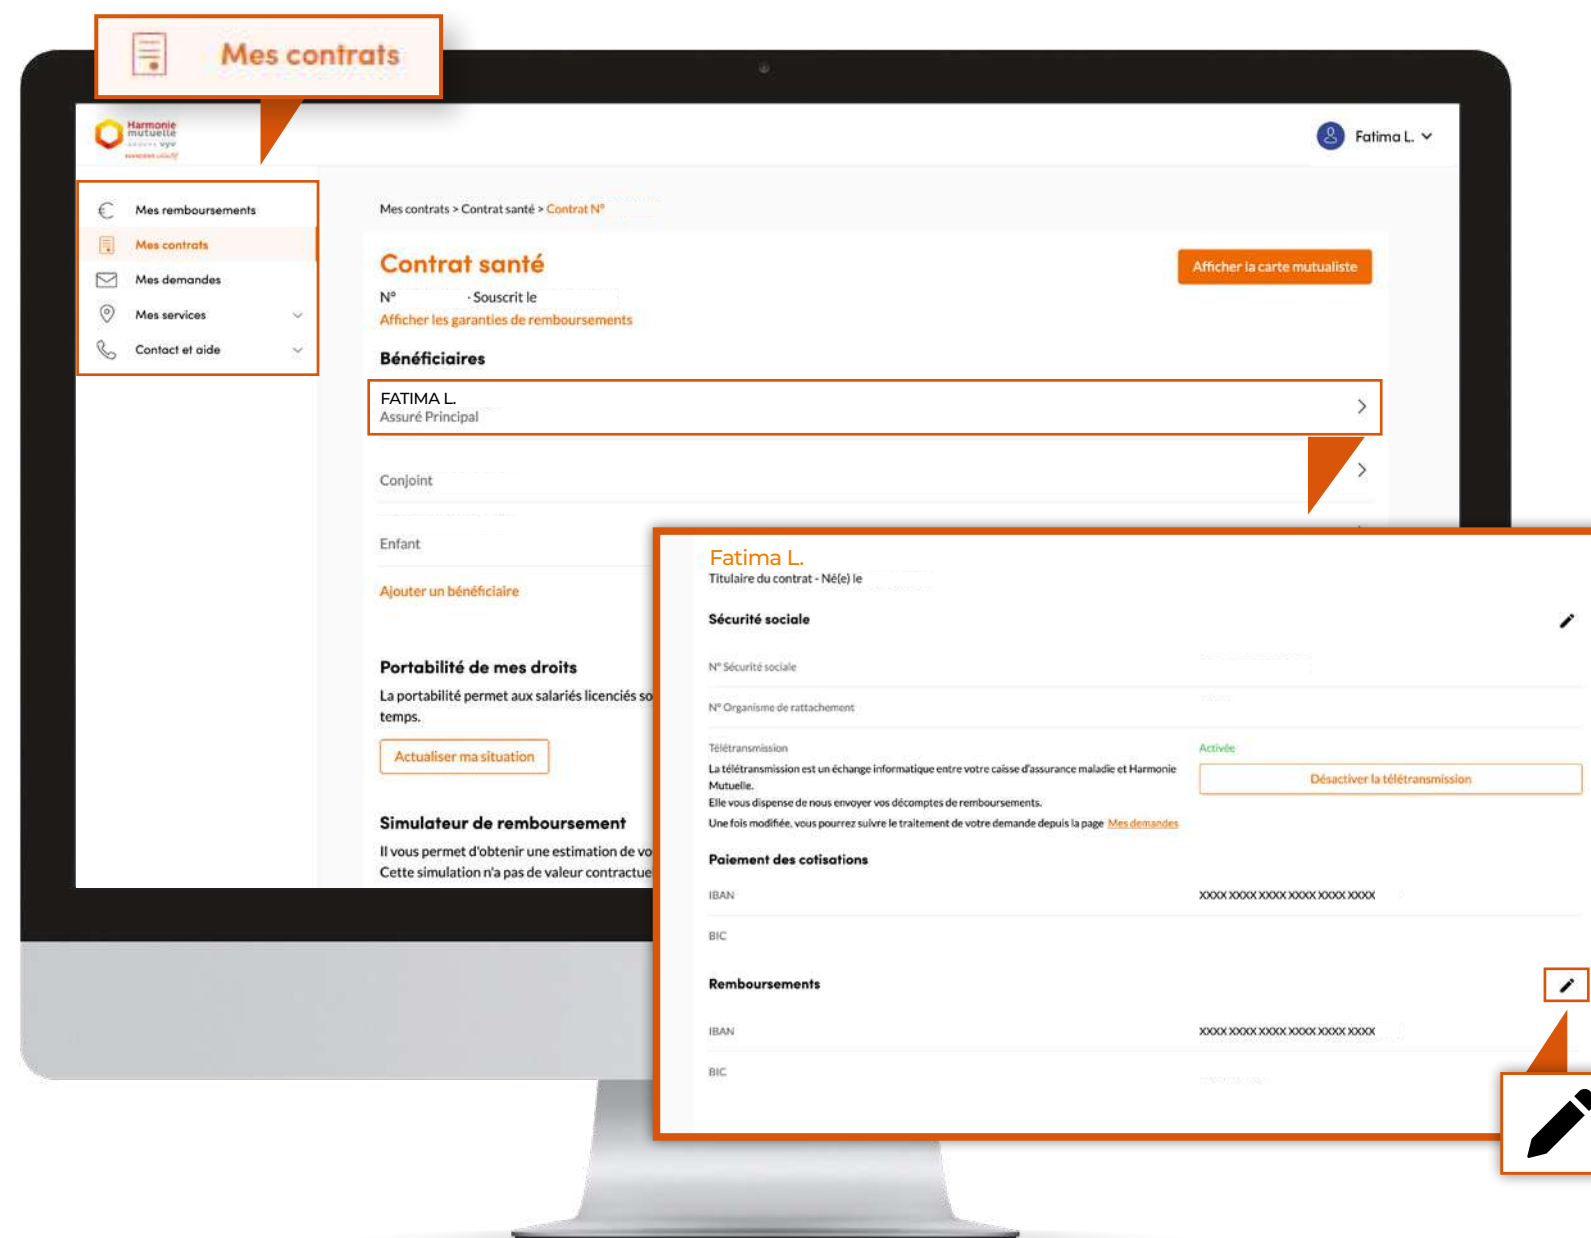 Mes contrats
Harmonie
mutuelle
GROUPE vyv
Fatima L.
Mes remboursements
Mes contrats
Mes demandes
Mes services
Contact et aide
Mes contrats > Contrat santé > Contrat N°
Contrat santé
Afficher la carte mutualiste
N° · Souscrit le
Afficher les garanties de remboursements
Bénéficiaires
FATIMA L.
Assuré Principal
Conjoint
Enfant
Ajouter un bénéficiaire
Portabilité de mes droits
La portabilité permet aux salariés licenciés so
temps.
Actualiser ma situation
Simulateur de remboursement
Il vous permet d'obtenir une estimation de vo
Cette simulation n'a pas de valeur contractue
Fatima L.
Titulaire du contrat - Né(e) le
Sécurité sociale
N° Sécurité sociale
N° Organisme de rattachement
Télétransmission
Activée
La télétransmission est un échange informatique entre votre caisse d'assurance maladie et Harmonie
Mutuelle.
Désactiver la télétransmission
Elle vous dispense de nous envoyer vos décomptes de remboursements.
Une fois modifiée, vous pourrez suivre le traitement de votre demande depuis la page Mes demandes
Paiement des cotisations
IBAN XXXX XXXX XXXX XXXX XXXX XXXX
BIC
Remboursements
IBAN XXXX XXXX XXXX XXXX XXXX XXXX
BIC